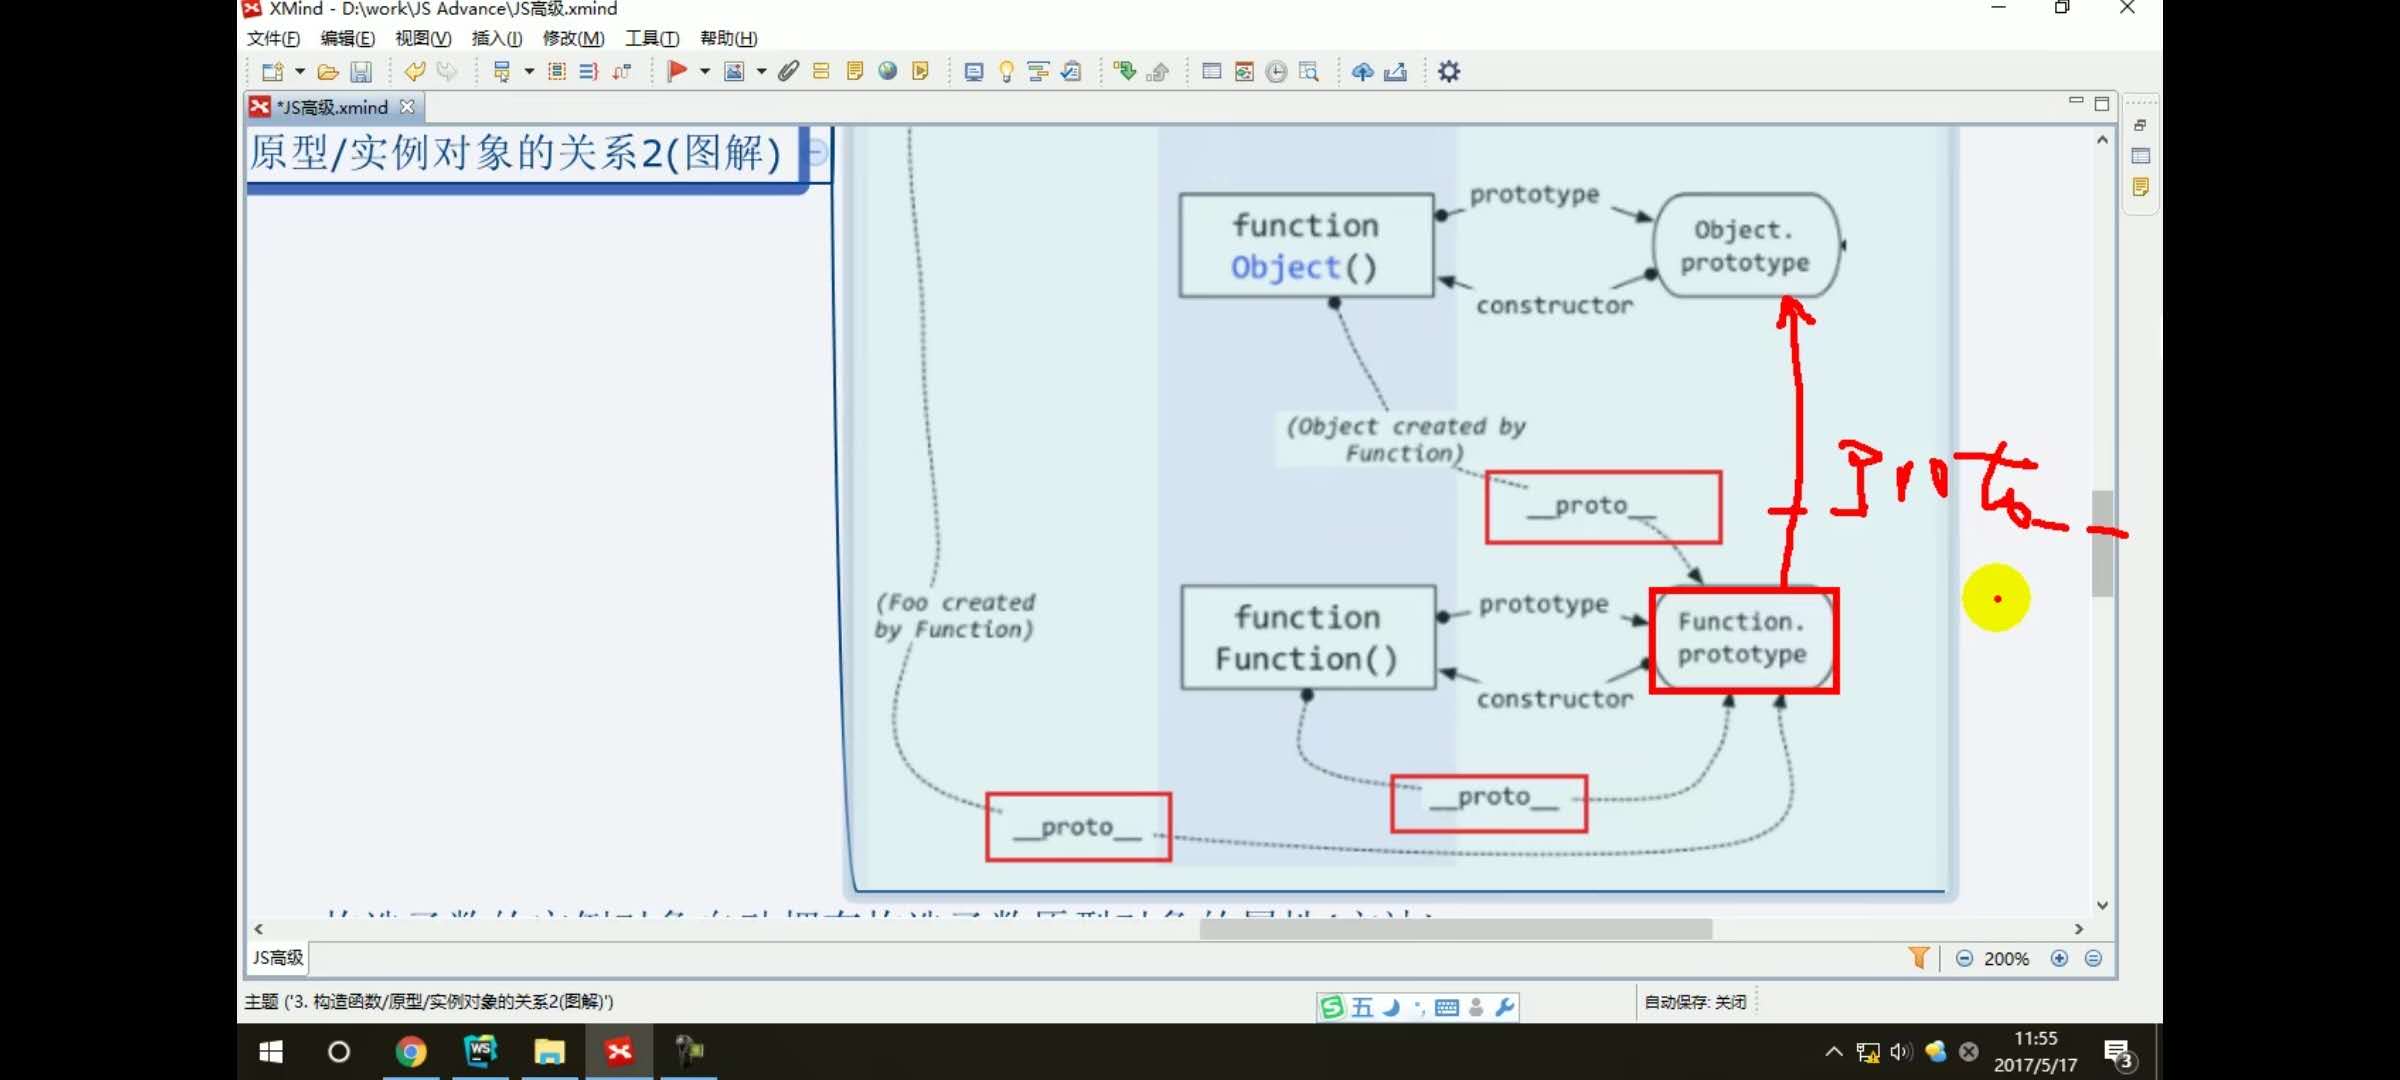 XMind - D:\work\JS Advance\JS高级.xmind
文件(F) 编辑(E) 视图(V) 插入(I) 修改(M) 工具(T) 帮助(H)
*JS高级.xmind
原型/实例对象的关系2(图解)
function
Object()
prototype
constructor
Object.
prototype
(Object created by
Function)
__proto__
proto__
(Foo created
by Function)
function
Function()
prototype
constructor
Function.
prototype
__proto__
__proto__
JS高级
200%
主题 ('3. 构造函数/原型/实例对象的关系2(图解)')
五
自动保存: 关闭
WS
11:55
2017/5/17
3